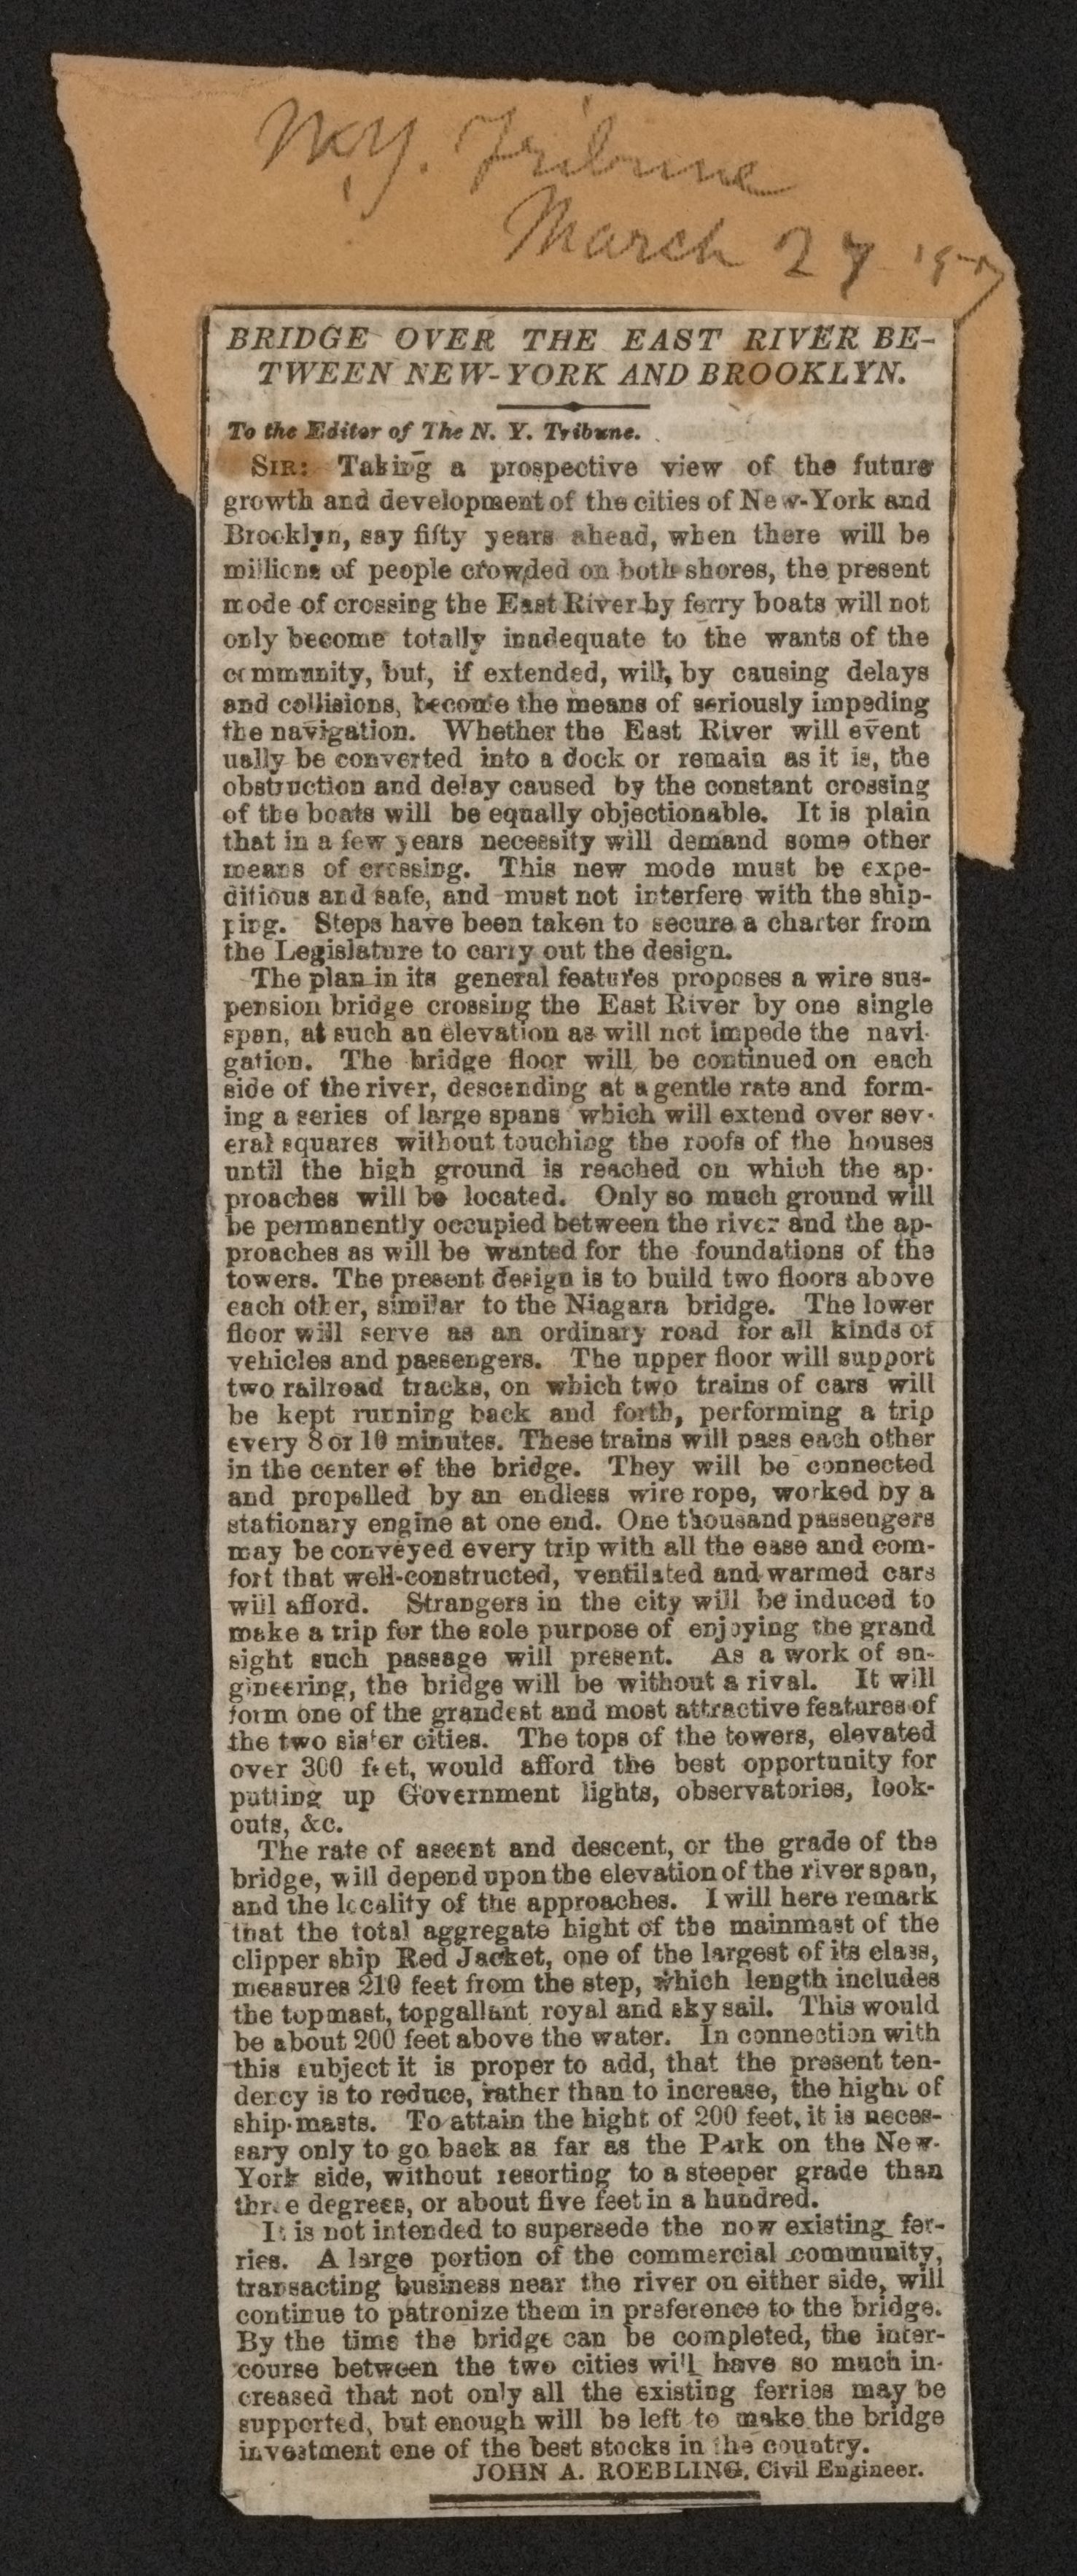 N.Y. Tribune
March 27 '57
BRIDGE OVER THE EAST RIVER BE-
TWEEN NEW-YORK AND BROOKLYN.
To the Editor of The N. Y. Tribune.
SIR: Taking a prospective view of the future
growth and development of the cities of New-York and
Brooklyn, say fifty years ahead, when there will be
millions of people crowded on both shores, the present
mode of crossing the East River by ferry boats will not
only become totally inadequate to the wants of the
community, but, if extended, will, by causing delays
and collisions, become the means of seriously impeding
the navigation. Whether the East River will event
ually be converted into a dock or remain as it is, the
obstruction and delay caused by the constant crossing
of the boats will be equally objectionable. It is plain
that in a few years necessity will demand some other
means of crossing. This new mode must be expe-
ditious and safe, and must not interfere with the ship-
ping. Steps have been taken to secure a charter from
the Legislature to carry out the design.
The plan in its general features proposes a wire sus-
pension bridge crossing the East River by one single
span, at such an elevation as will not impede the navi-
gation. The bridge floor will be continued on each
side of the river, descending at a gentle rate and form-
ing a series of large spans which will extend over sev-
eral squares without touching the roofs of the houses
until the high ground is reached on which the ap-
proaches will be located. Only so much ground will
be permanently occupied between the river and the ap-
proaches as will be wanted for the foundations of the
towers. The present design is to build two floors above
each other, similar to the Niagara bridge. The lower
floor will serve as an ordinary road for all kinds of
vehicles and passengers. The upper floor will support
two railroad tracks, on which two trains of cars will
be kept running back and forth, performing a trip
every 8 or 10 minutes. These trains will pass each other
in the center of the bridge. They will be connected
and propelled by an endless wire rope, worked by a
stationary engine at one end. One thousand passengers
may be conveyed every trip with all the ease and com-
fort that well-constructed, ventilated and warmed cars
will afford. Strangers in the city will be induced to
make a trip for the sole purpose of enjoying the grand
sight such passage will present. As a work of en-
gineering, the bridge will be without a rival. It will
form one of the grandest and most attractive features of
the two sister cities. The tops of the towers, elevated
over 300 feet, would afford the best opportunity for
putting up Government lights, observatories, look-
outs, &c.
The rate of ascent and descent, or the grade of the
bridge, will depend upon the elevation of the river span,
and the locality of the approaches. I will here remark
that the total aggregate hight of the mainmast of the
clipper ship Red Jacket, one of the largest of its class,
measures 210 feet from the step, which length includes
the topmast, topgallant royal and sky sail. This would
be about 200 feet above the water. In connection with
this subject it is proper to add, that the present ten-
dency is to reduce, rather than to increase, the hight of
ship-masts. To attain the hight of 200 feet, it is neces-
sary only to go back as far as the Park on the New-
York side, without resorting to a steeper grade than
three degrees, or about five feet in a hundred.
It is not intended to supersede the now existing fer-
ries. A large portion of the commercial community,
transacting business near the river on either side, will
continue to patronize them in preference to the bridge.
By the time the bridge can be completed, the inter-
course between the two cities will have so much in-
creased that not only all the existing ferries may be
supported, but enough will be left to make the bridge
investment one of the best stocks in the country.
JOHN A. ROEBLING, Civil Engineer.